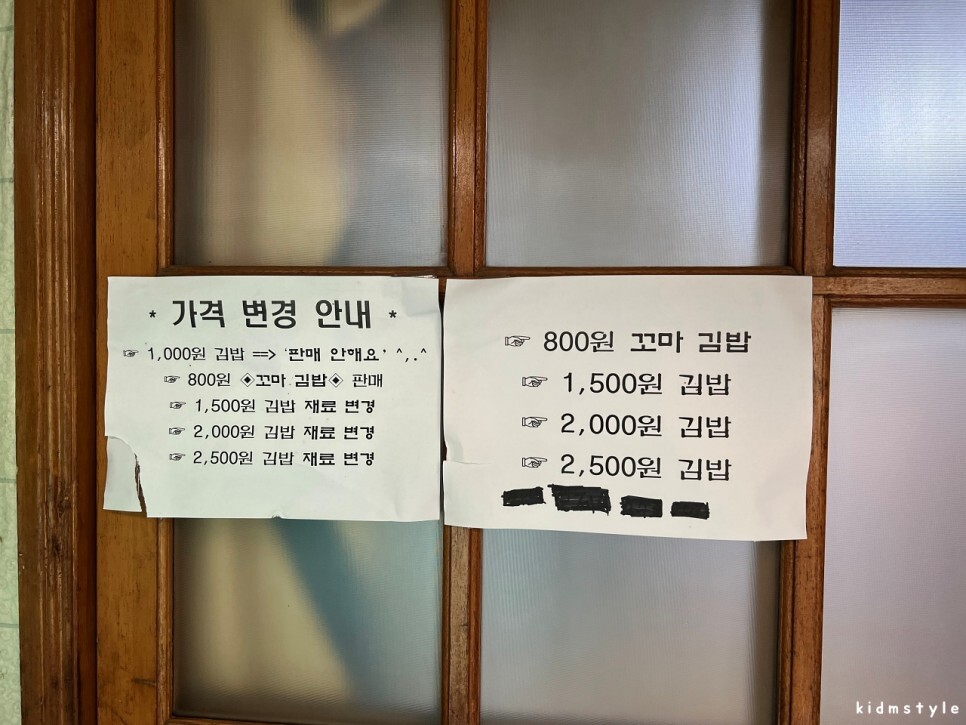 * 가격 변경 안내 *
☞ 1,000원 김밥 ==> '판매 안해요' ^,.^
☞ 800원 ◈꼬마 김밥◈ 판매
☞ 1,500원 김밥 재료 변경
☞ 2,000원 김밥 재료 변경
☞ 2,500원 김밥 재료 변경
☞ 800원 꼬마 김밥
☞ 1,500원 김밥
☞ 2,000원 김밥
☞ 2,500원 김밥
kidmstyle